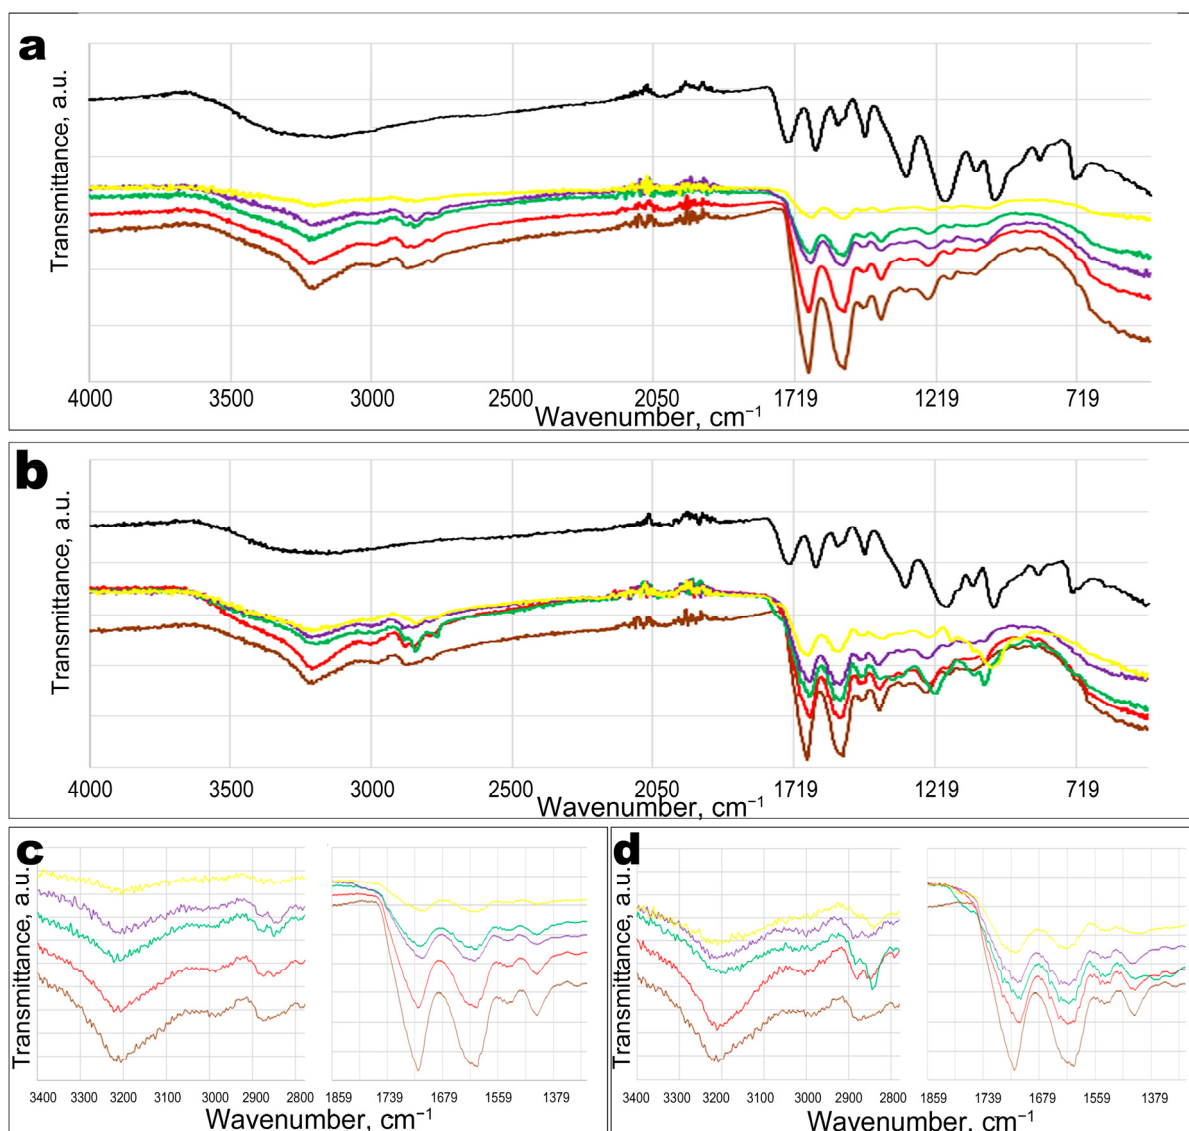 a
Transmittance, a.u.
4000 3500 3000 2500 2050 1719 1219 719
Wavenumber, cm⁻¹
b
Transmittance, a.u.
4000 3500 3000 2500 2050 1719 1219 719
Wavenumber, cm⁻¹
c
Transmittance, a.u.
3400 3300 3200 3100 3000 2900 2800 1859 1739 1679 1559 1379
Wavenumber, cm⁻¹
d
Transmittance, a.u.
3400 3300 3200 3100 3000 2900 2800 1859 1739 1679 1559 1379
Wavenumber, cm⁻¹